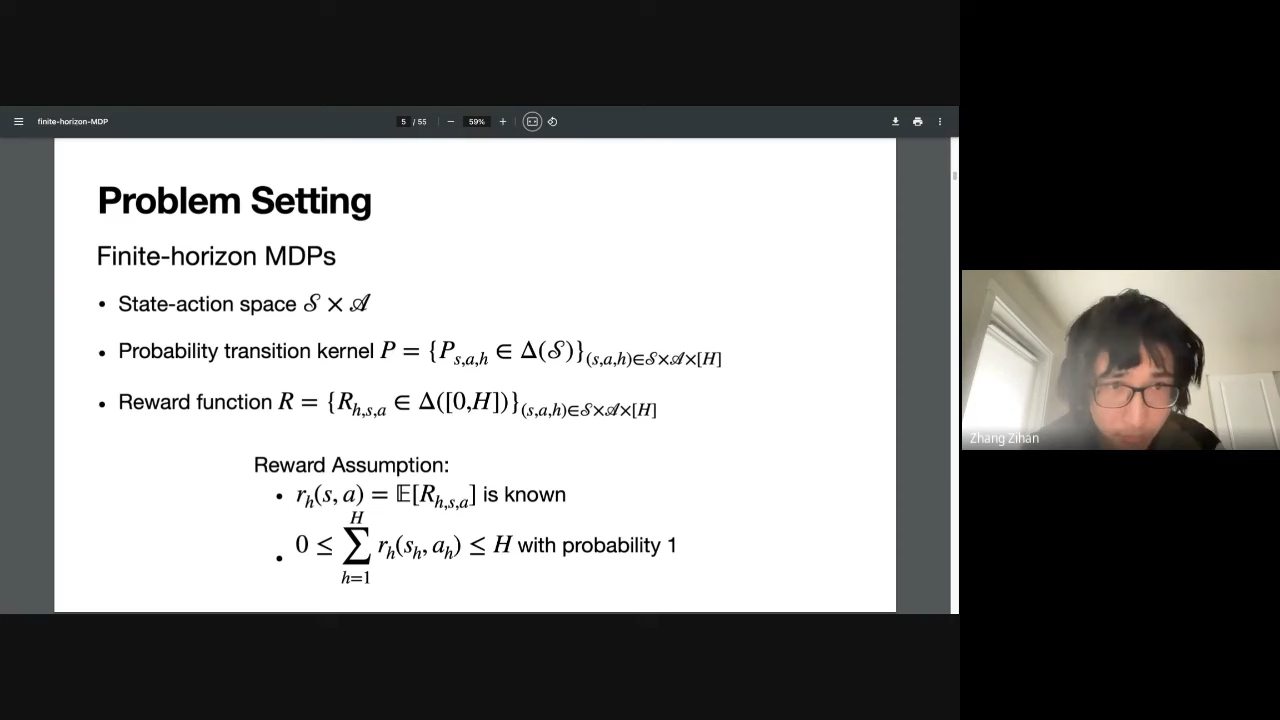 finite-horizon-MDP
5 / 55
59%
Problem Setting
Finite-horizon MDPs
• State-action space 𝒮 × 𝒜
• Probability transition kernel P = {P_{s,a,h} ∈ Δ(𝒮)}_{(s,a,h)∈𝒮×𝒜×[H]}
• Reward function R = {R_{h,s,a} ∈ Δ([0,H])}_{(s,a,h)∈𝒮×𝒜×[H]}
Reward Assumption:
• r_h(s, a) = 𝔼[R_{h,s,a}] is known
• 0 ≤ ∑_{h=1}^{H} r_h(s_h, a_h) ≤ H with probability 1
Zhang Zihan